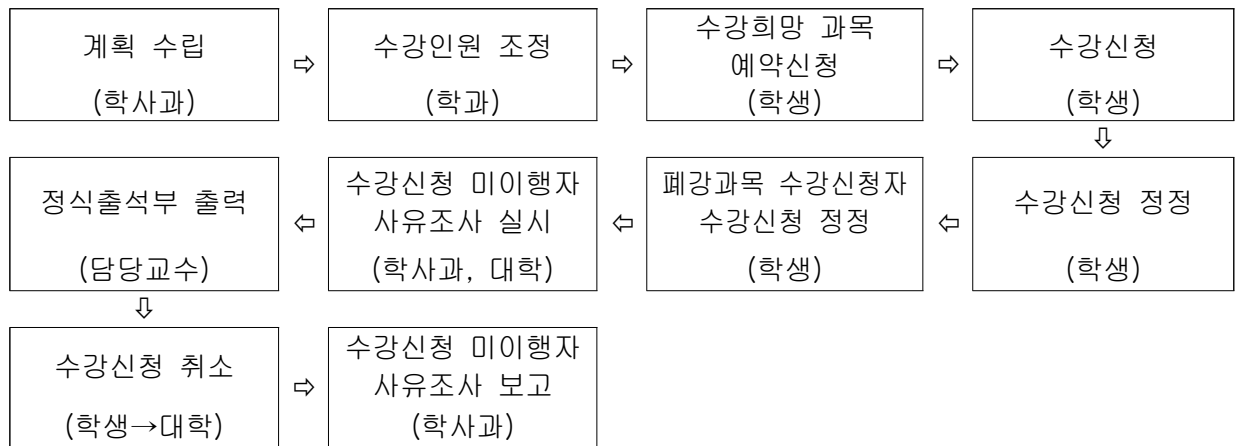 계획 수립
(학사과)
⇨
수강인원 조정
(학과)
⇨
수강희망 과목
예약신청
(학생)
⇨
수강신청
(학생)
⇩
수강신청 정정
(학생)
⇦
폐강과목 수강신청자
수강신청 정정
(학생)
⇦
수강신청 미이행자
사유조사 실시
(학사과, 대학)
⇦
정식출석부 출력
(담당교수)
⇩
수강신청 취소
(학생→대학)
⇨
수강신청 미이행자
사유조사 보고
(학사과)